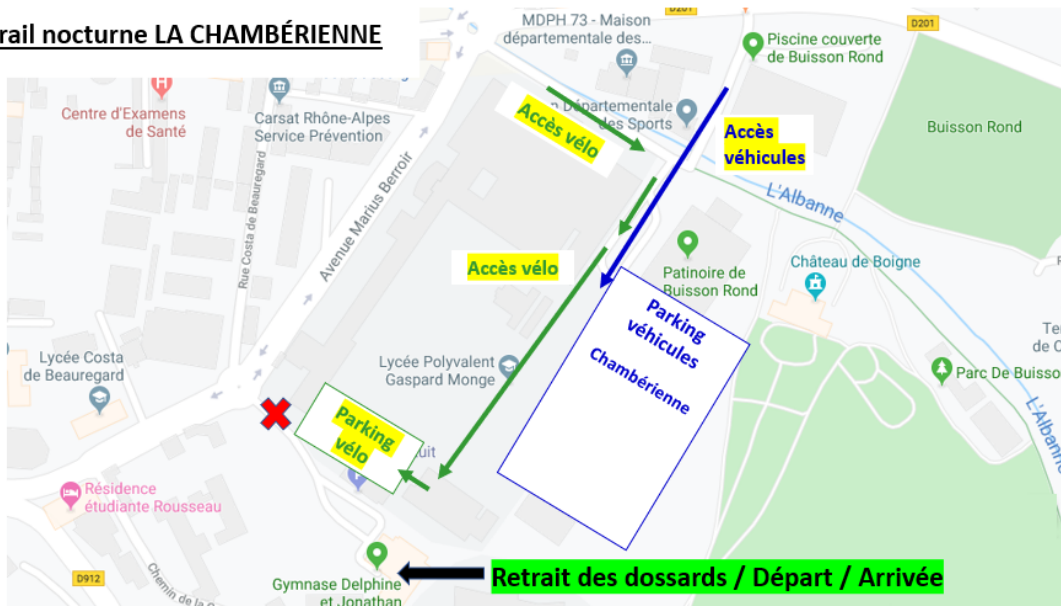 rail nocturne LA CHAMBÉRIENNE
MDPH 73 - Maison
départementale des...
D201
D201
Piscine couverte
de Buisson Rond
Centre d'Examens
de Santé
Carsat Rhône-Alpes
Service Prévention
Accès vélo
Départementale
des Sports
Accès
véhicules
Buisson Rond
L'Albanne
Rue Costa de Beauregard
Avenue Marius Berroir
Accès vélo
Patinoire de
Buisson Rond
Château de Boigne
Parking
véhicules
Chambérienne
Lycée Costa
de Beauregard
Lycée Polyvalent
Gaspard Monge
Parc De Buisso
L'Albanne
Parking
vélo
uit
Résidence
étudiante Rousseau
D912
Gymnase Delphine
et Jonathan
Retrait des dossards / Départ / Arrivée